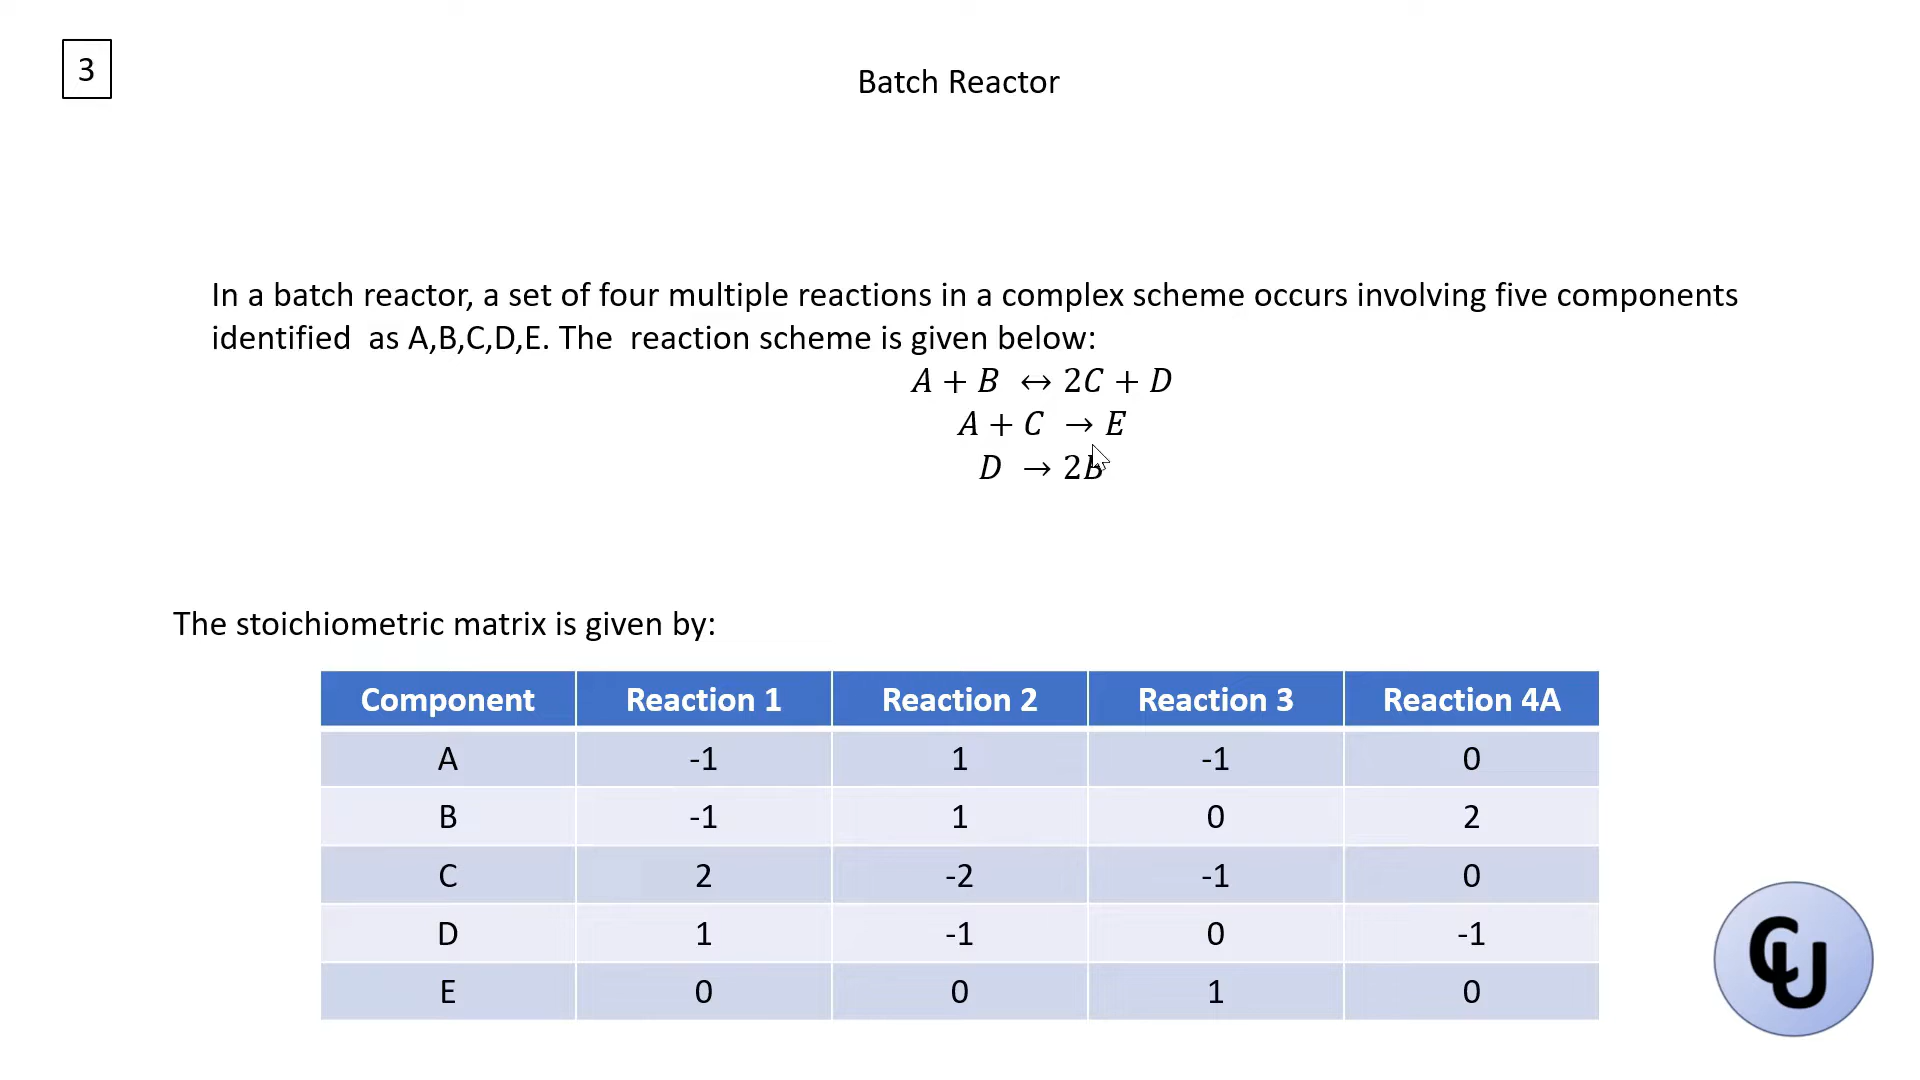 3
Batch Reactor
In a batch reactor, a set of four multiple reactions in a complex scheme occurs involving five components
identified as A,B,C,D,E. The reaction scheme is given below:
A + B ↔ 2C + D
A + C → E
D → 2B
The stoichiometric matrix is given by:
Component Reaction 1 Reaction 2 Reaction 3 Reaction 4A
A -1 1 -1 0
B -1 1 0 2
C 2 -2 -1 0
D 1 -1 0 -1
E 0 0 1 0
CU